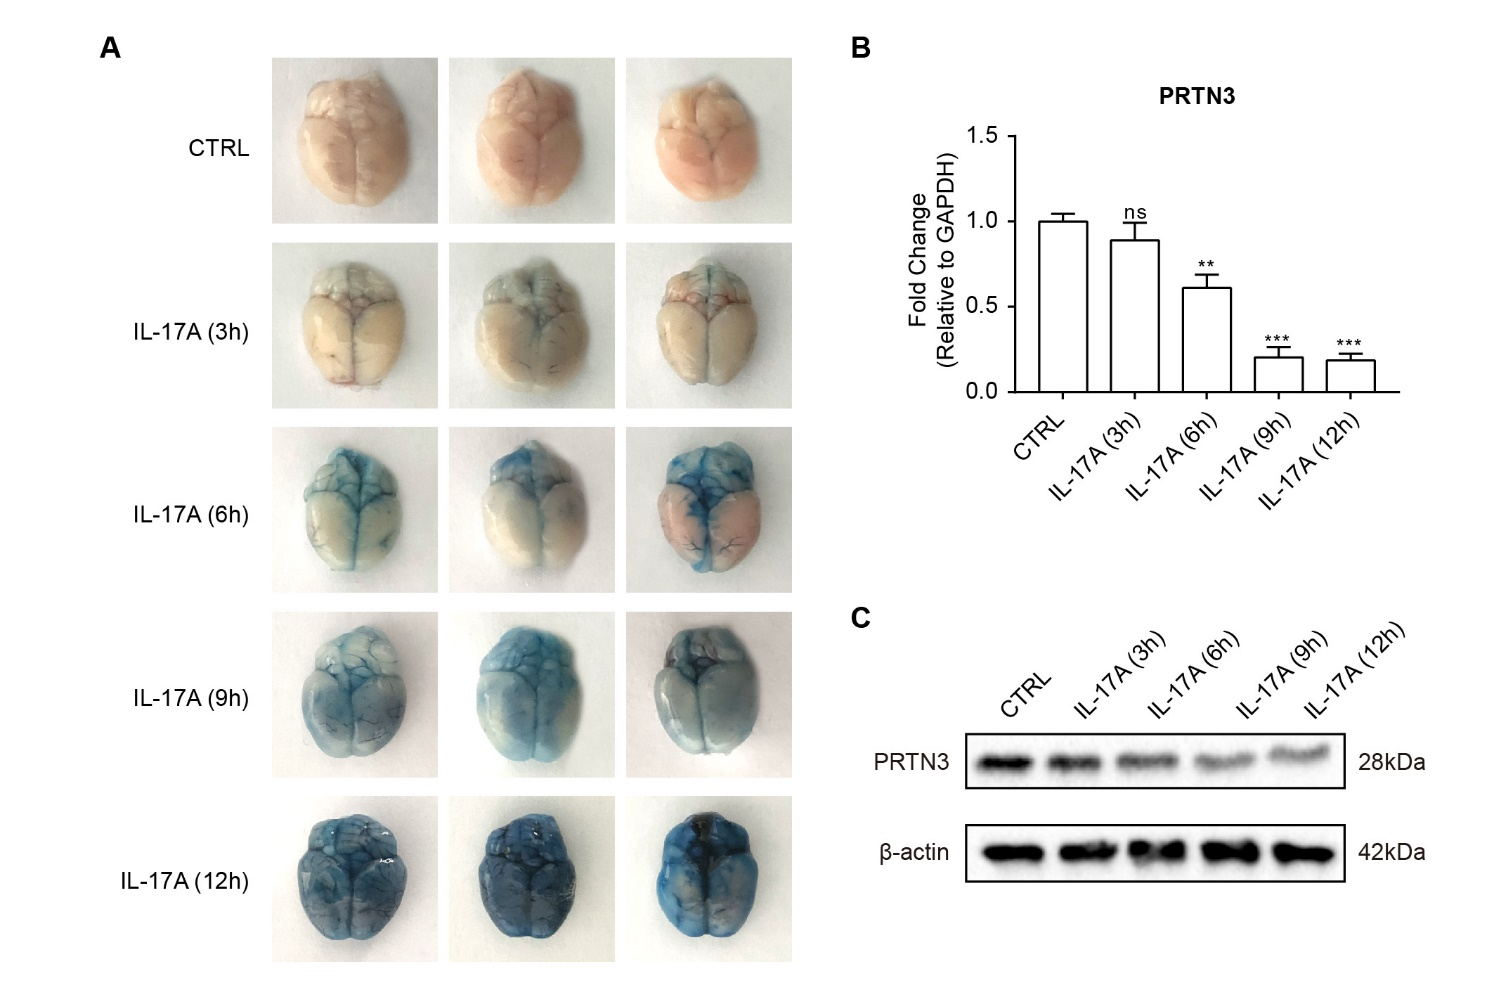 A
CTRL
IL-17A (3h)
IL-17A (6h)
IL-17A (9h)
IL-17A (12h)
B
PRTN3
Fold Change
(Relative to GAPDH)
1.5
1.0
0.5
0.0
ns
**
***
***
CTRL
IL-17A (3h)
IL-17A (6h)
IL-17A (9h)
IL-17A (12h)
C
CTRL
IL-17A (3h)
IL-17A (6h)
IL-17A (9h)
IL-17A (12h)
PRTN3
28kDa
β-actin
42kDa